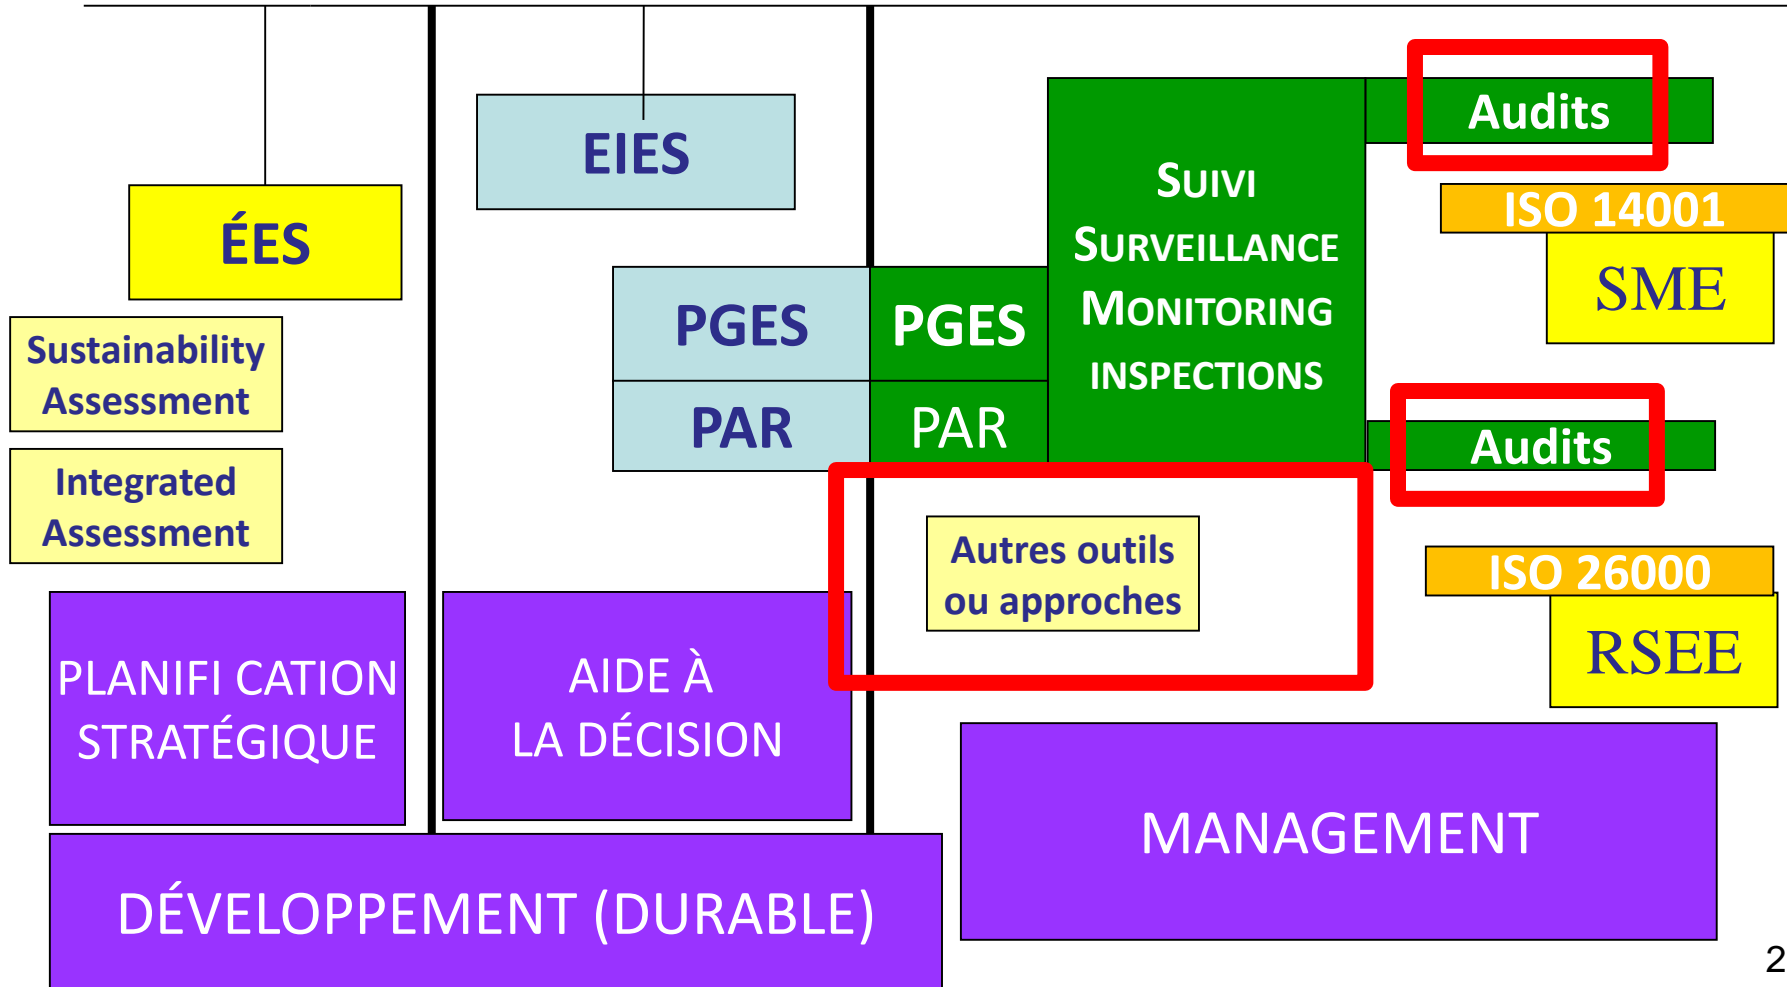 ÉES
Sustainability
Assessment
Integrated
Assessment
PLANIFI CATION
STRATÉGIQUE
EIES
PGES
PAR
AIDE À
LA DÉCISION
DÉVELOPPEMENT (DURABLE)
PGES
PAR
SUIVI
SURVEILLANCE
MONITORING
INSPECTIONS
Autres outils
ou approches
Audits
ISO 14001
SME
Audits
ISO 26000
RSEE
MANAGEMENT
2